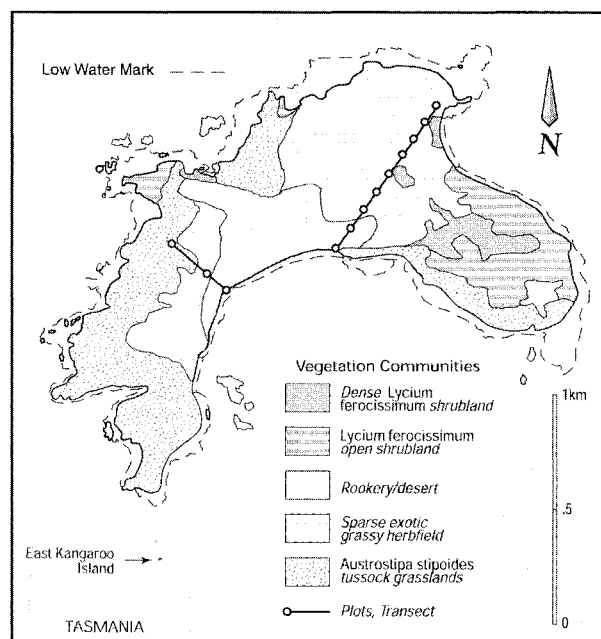 Low Water Mark
N
Vegetation Communities
Dense Lycium
ferocissimum shrubland
Lycium ferocissimum
open shrubland
Rookery/desert
Sparse exotic
grassy herbfield
Austrostipa stipoides
tussock grasslands
Plots, Transect
1km
.5
0
East Kangaroo
Island
TASMANIA